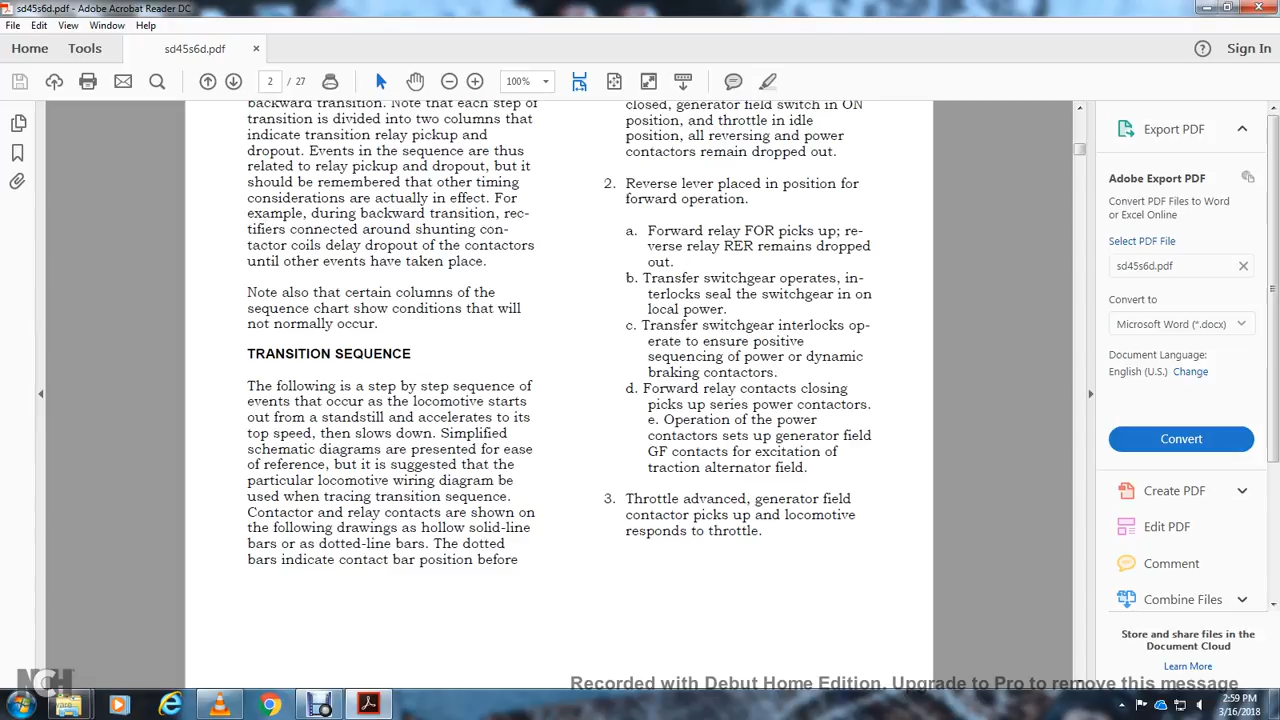 sd45s6d.pdf - Adobe Acrobat Reader DC
File Edit View Window Help
Home Tools sd45s6d.pdf × Sign In
2 / 27 100%
backward transition. Note that each step of
transition is divided into two columns that
indicate transition relay pickup and
dropout. Events in the sequence are thus
related to relay pickup and dropout, but it
should be remembered that other timing
considerations are actually in effect. For
example, during backward transition, rec-
tifiers connected around shunting con-
tactor coils delay dropout of the contactors
until other events have taken place.
Note also that certain columns of the
sequence chart show conditions that will
not normally occur.
TRANSITION SEQUENCE
The following is a step by step sequence of
events that occur as the locomotive starts
out from a standstill and accelerates to its
top speed, then slows down. Simplified
schematic diagrams are presented for ease
of reference, but it is suggested that the
particular locomotive wiring diagram be
used when tracing transition sequence.
Contactor and relay contacts are shown on
the following drawings as hollow solid-line
bars or as dotted-line bars. The dotted
bars indicate contact bar position before
closed, generator field switch in ON
position, and throttle in idle
position, all reversing and power
contactors remain dropped out.
2. Reverse lever placed in position for
forward operation.
a. Forward relay FOR picks up; re-
verse relay RER remains dropped
out.
b. Transfer switchgear operates, in-
terlocks seal the switchgear in on
local power.
c. Transfer switchgear interlocks op-
erate to ensure positive
sequencing of power or dynamic
braking contactors.
d. Forward relay contacts closing
picks up series power contactors.
e. Operation of the power
contactors sets up generator field
GF contacts for excitation of
traction alternator field.
3. Throttle advanced, generator field
contactor picks up and locomotive
responds to throttle.
Export PDF
Adobe Export PDF
Convert PDF Files to Word
or Excel Online
Select PDF File
sd45s6d.pdf
Convert to
Microsoft Word (*.docx)
Document Language:
English (U.S.) Change
Convert
Create PDF
Edit PDF
Comment
Combine Files
Store and share files in the
Document Cloud
Learn More
NCH
Recorded with Debut Home Edition. Upgrade to Pro to remove this message
2:59 PM
3/16/2018